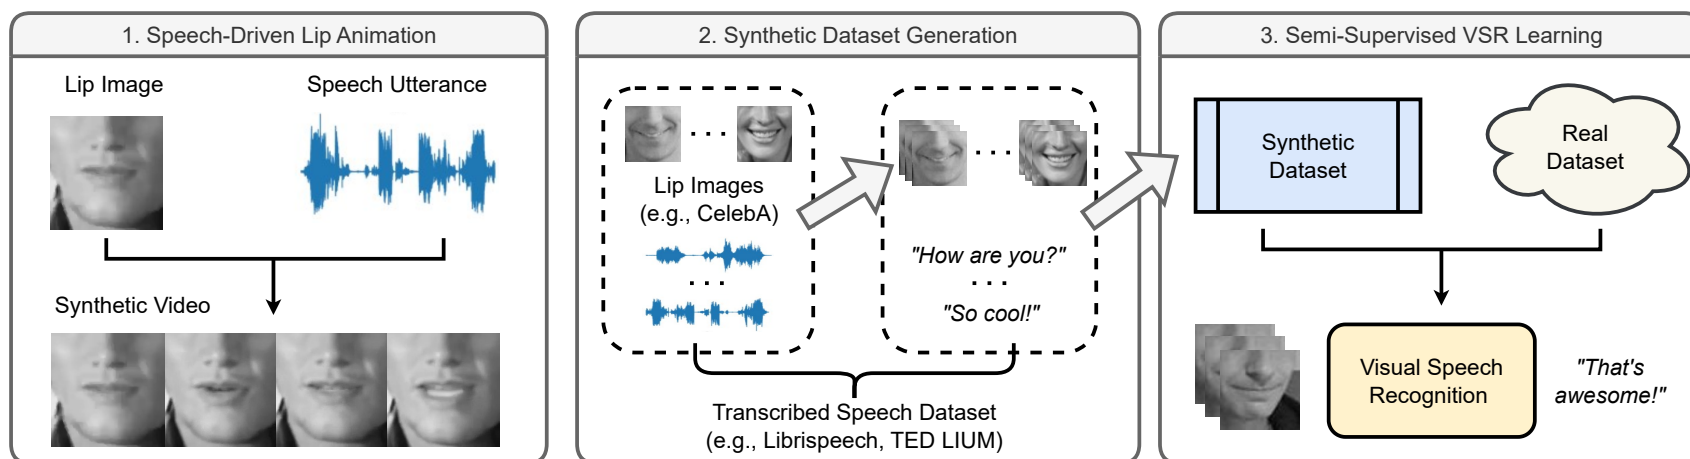 1. Speech-Driven Lip Animation
Lip Image
Speech Utterance
Synthetic Video
2. Synthetic Dataset Generation
Lip Images
(e.g., CelebA)
. . .
. . .
"How are you?"
. . .
"So cool!"
. . .
Transcribed Speech Dataset
(e.g., Librispeech, TED LIUM)
3. Semi-Supervised VSR Learning
Synthetic
Dataset
Real
Dataset
Visual Speech
Recognition
"That's
awesome!"